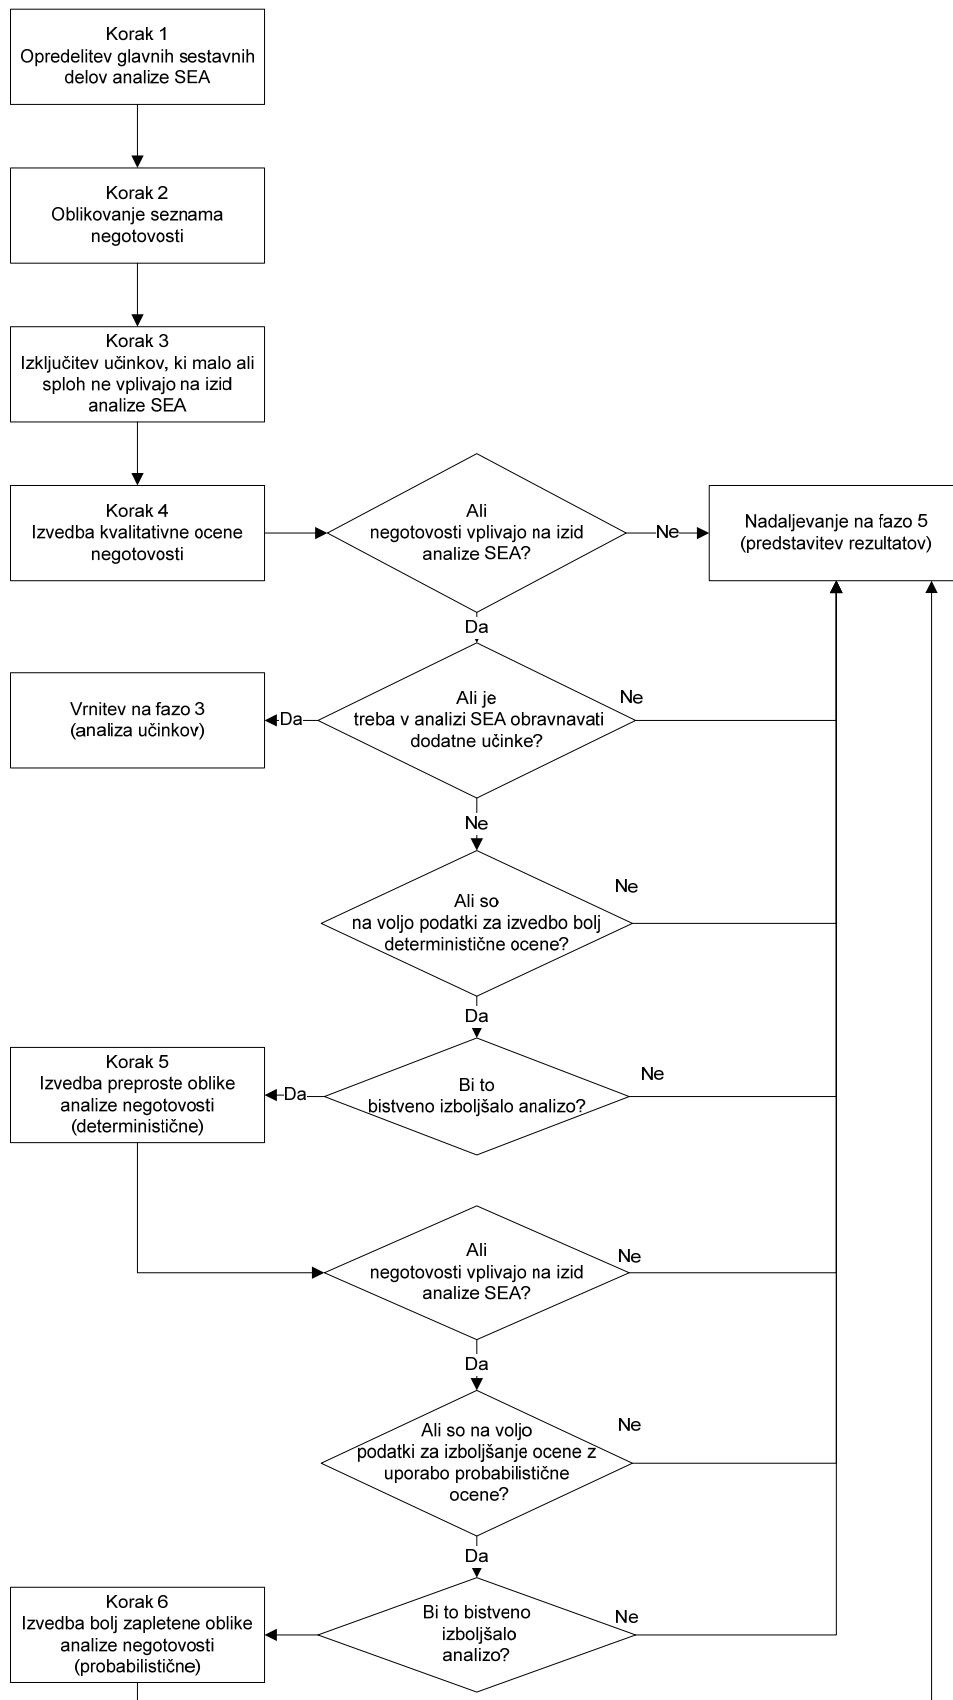 Korak 1
Opredelitev glavnih sestavnih
delov analize SEA
Korak 2
Oblikovanje seznama
negotovosti
Korak 3
Izključitev učinkov, ki malo ali
sploh ne vplivajo na izid
analize SEA
Korak 4
Izvedba kvalitativne ocene
negotovosti
Ali
negotovosti vplivajo na izid
analize SEA?
Ne
Nadaljevanje na fazo 5
(predstavitev rezultatov)
Da
Ali je
treba v analizi SEA obravnavati
dodatne učinke?
Ne
Da
Vrnitev na fazo 3
(analiza učinkov)
Ne
Ali so
na voljo podatki za izvedbo bolj
deterministične ocene?
Ne
Da
Bi to
bistveno izboljšalo analizo?
Ne
Da
Korak 5
Izvedba preproste oblike
analize negotovosti
(deterministične)
Ali
negotovosti vplivajo na izid
analize SEA?
Ne
Da
Ali so na voljo
podatki za izboljšanje ocene z
uporabo probabilistične
ocene?
Ne
Da
Bi to bistveno
izboljšalo
analizo?
Ne
Korak 6
Izvedba bolj zapletene oblike
analize negotovosti
(probabilistične)